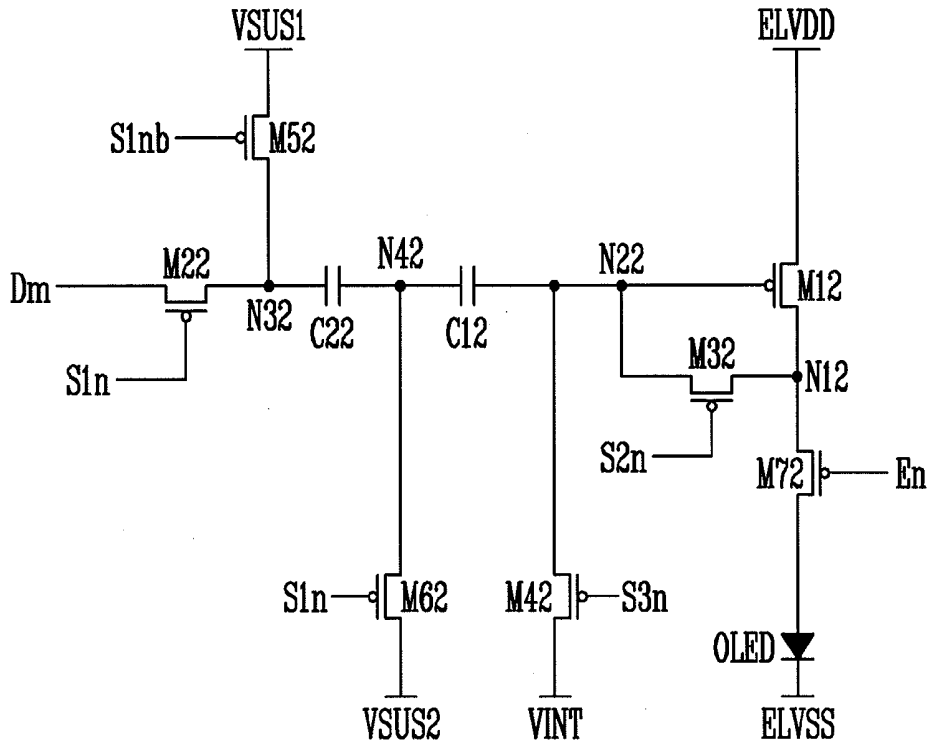 VSUS1
ELVDD
S1nb
M52
M22
N42
N22
Dm
N32
C22
C12
M12
M32
N12
S1n
S2n
M72
En
S1n
M62
M42
S3n
OLED
VSUS2
VINT
ELVSS